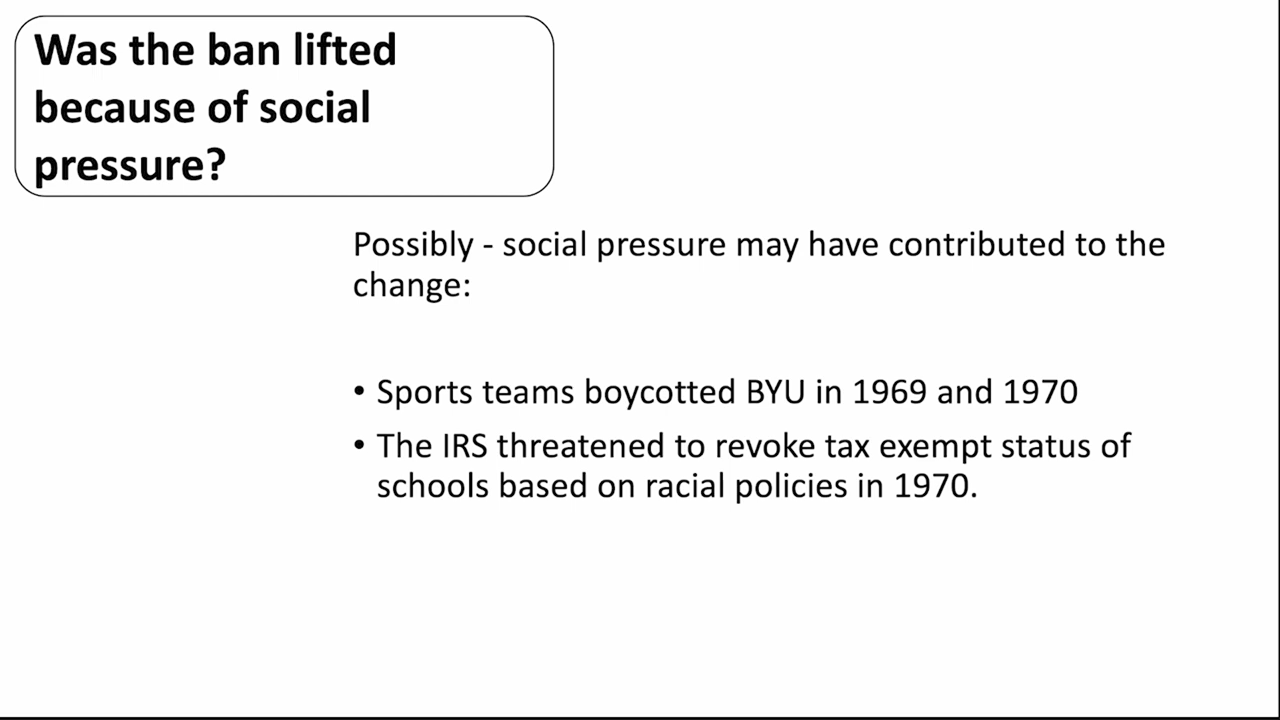 Was the ban lifted
because of social
pressure?
Possibly - social pressure may have contributed to the
change:
• Sports teams boycotted BYU in 1969 and 1970
• The IRS threatened to revoke tax exempt status of
schools based on racial policies in 1970.